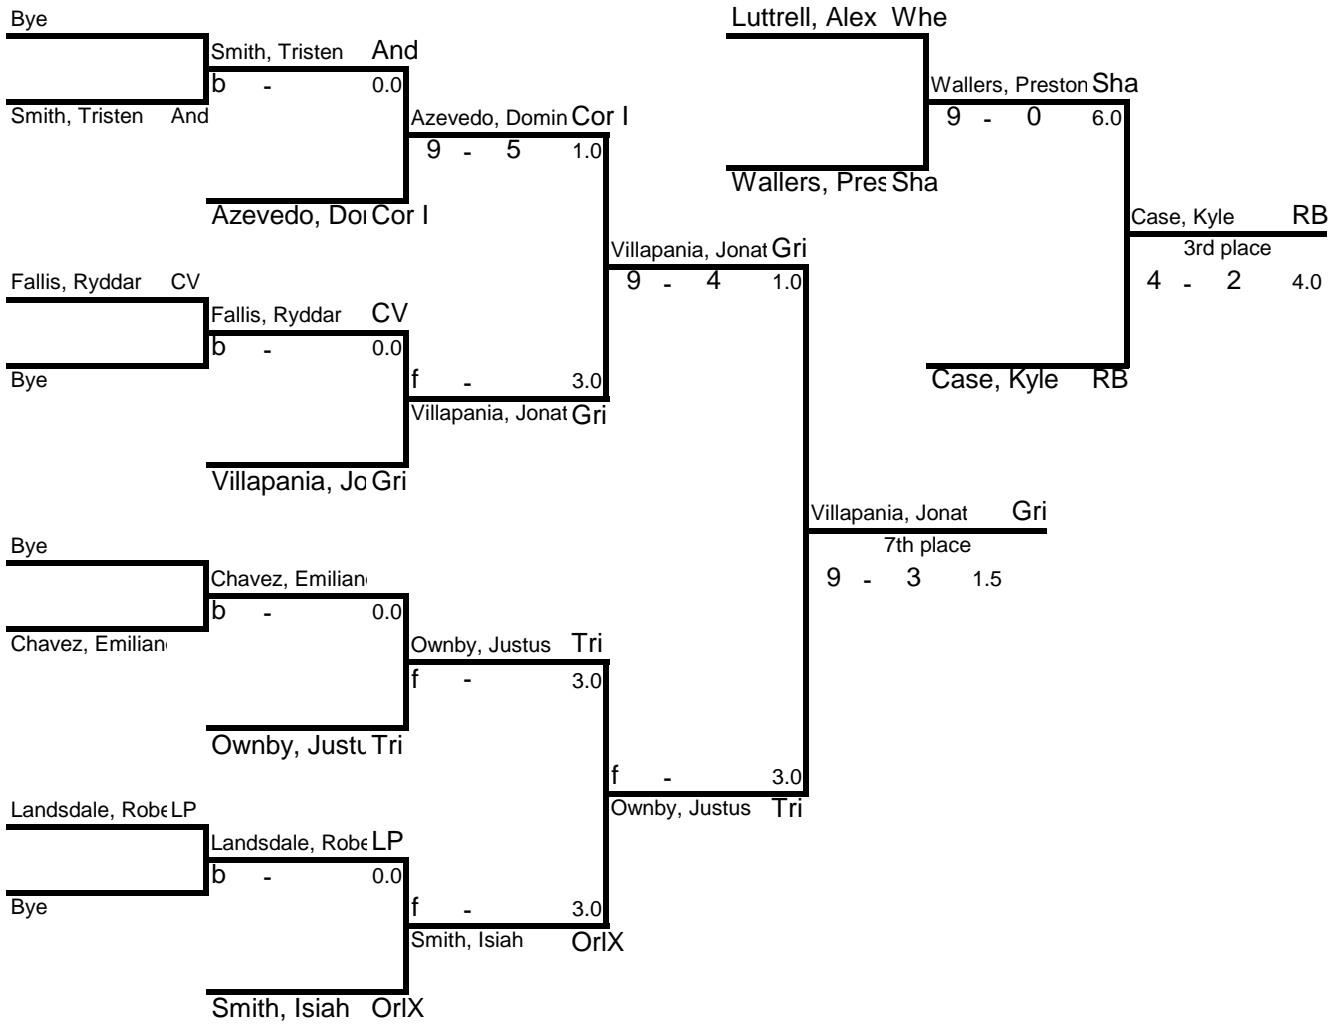 Bye
Luttrell, Alex Whe
Smith, Tristen And
b - 0.0
Wallers, Preston Sha
9 - 0 6.0
Smith, Tristen And
Azevedo, Domin Cor I
9 - 5 1.0
Wallers, Pres Sha
Azevedo, Do Cor I
Case, Kyle RB
3rd place
4 - 2 4.0
Villapania, Jonat Gri
9 - 4 1.0
Fallis, Ryddar CV
Fallis, Ryddar CV
b - 0.0
Bye
f - 3.0
Villapania, Jonat Gri
Case, Kyle RB
Villapania, Jo Gri
Villapania, Jonat Gri
7th place
9 - 3 1.5
Bye
Chavez, Emilian
b - 0.0
Chavez, Emilian
Ownby, Justus Tri
f - 3.0
Ownby, Justu Tri
f - 3.0
Ownby, Justus Tri
Landsdale, Robe LP
Landsdale, Robe LP
b - 0.0
Bye
f - 3.0
Smith, Isiah OrIX
Smith, Isiah OrIX